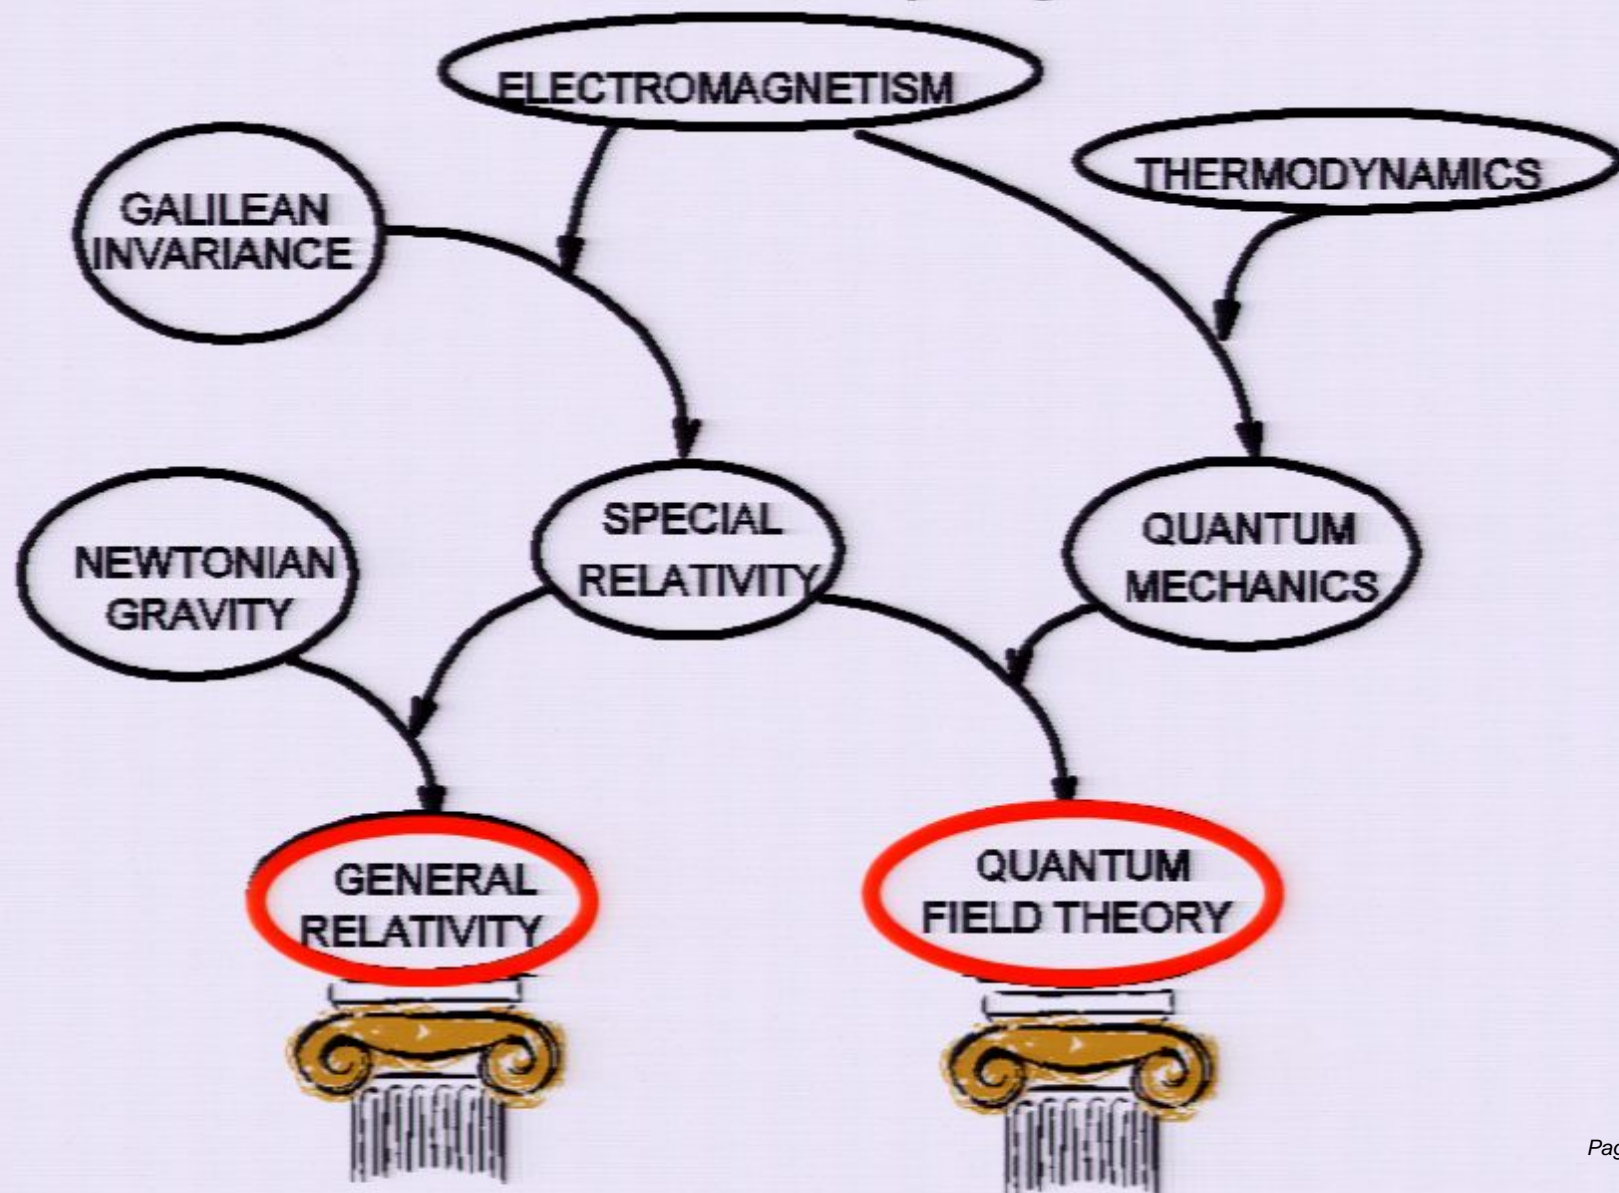 ELECTROMAGNETISM
THERMODYNAMICS
GALILEAN
INVARIANCE
SPECIAL
RELATIVITY
QUANTUM
MECHANICS
NEWTONIAN
GRAVITY
GENERAL
RELATIVITY
QUANTUM
FIELD THEORY